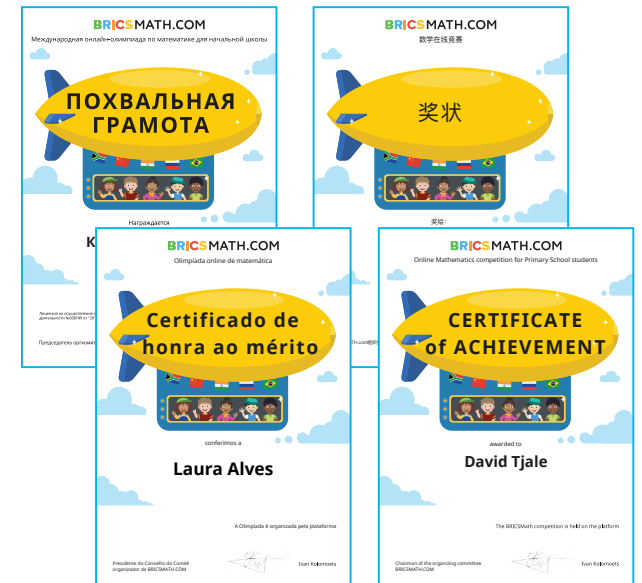 BRICSMATH.COM
Международная онлайн-олимпиада по математике для начальной школы
ПОХВАЛЬНАЯ
ГРАМОТА
Награждается
К
Председатель оргкоми
BRICSMATH.COM
数学在线竞赛
奖状
奖给：
BRICSMATH.COM
Olimpíada online de matemática
Certificado de
honra ao mérito
conferimos a
Laura Alves
A Olimpíada é organizada pela plataforma
Presidente do Conselho do Comitê
organizador da BRICSMATH.COM
Ivan Kolomoets
BRICSMATH.COM
Online Mathematics competition for Primary School students
CERTIFICATE
of ACHIEVEMENT
awarded to
David Tjale
The BRICSMath competition is held on the platform
Chairman of the organizing committee
BRICSMATH.COM
Ivan Kolomoets